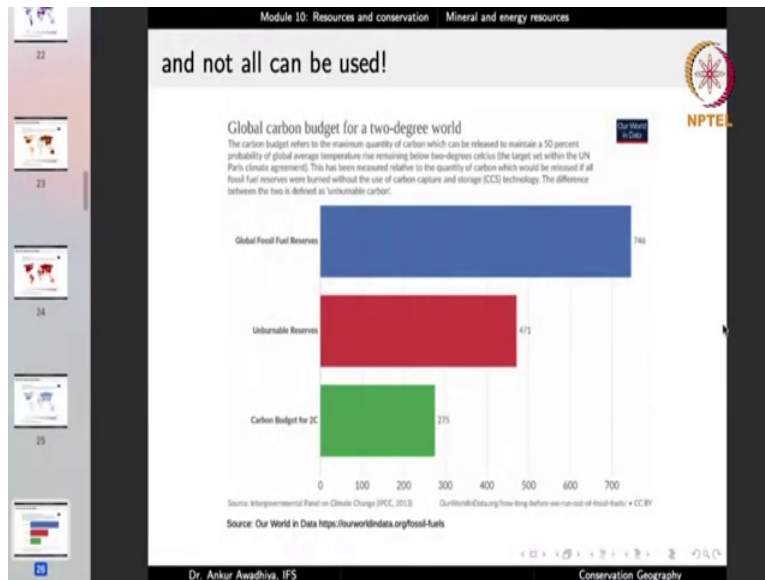 Module 10: Resources and conservation Mineral and energy resources
22
and not all can be used!
NPTEL
Global carbon budget for a two-degree world
Our World
in Data
The carbon budget refers to the maximum quantity of carbon which can be released to maintain a 50 percent
probability of global average temperature rise remaining below two-degrees celcius (the target set within the UN
Paris climate agreement). This has been measured relative to the quantity of carbon which would be released if all
fossil fuel reserves were burned without the use of carbon capture and storage (CCS) technology. The difference
between the two is defined as 'unburnable carbon'.
23
Global Fossil Fuel Reserves
746
24
Unburnable Reserves
471
25
Carbon Budget for 2C
275
0 100 200 300 400 500 600 700
Source: Intergovernmental Panel on Climate Change (IPCC, 2013) OurWorldInData.org/how-long-before-we-run-out-of-fossil-fuels/ • CC BY
Source: Our World in Data https://ourworldindata.org/fossil-fuels
26
Dr. Ankur Awadhiya, IFS Conservation Geography